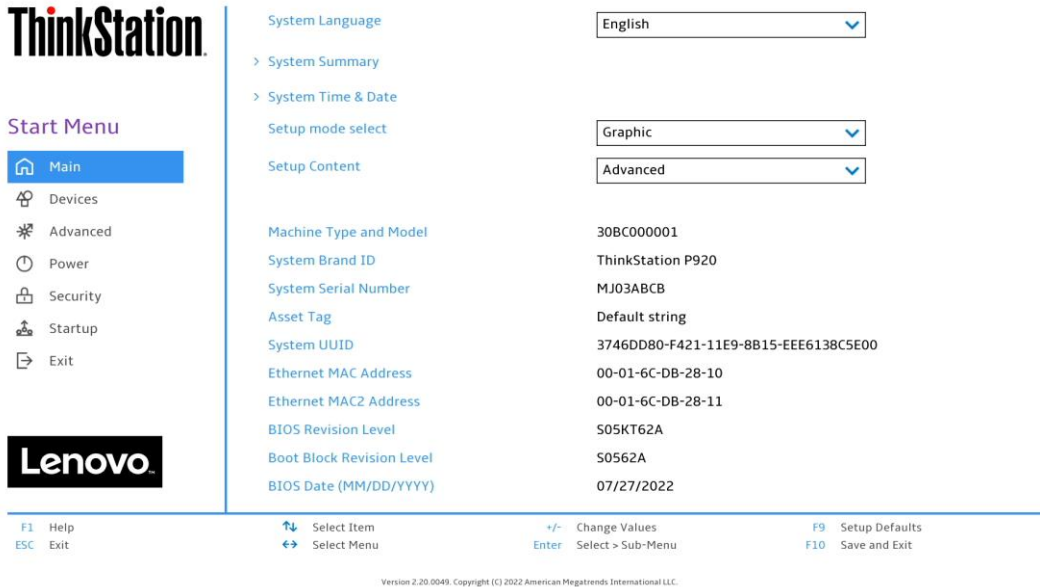 ThinkStation
Start Menu
Main
Devices
Advanced
Power
Security
Startup
Exit
Lenovo.
System Language English
> System Summary
> System Time & Date
Setup mode select Graphic
Setup Content Advanced
Machine Type and Model 30BC000001
System Brand ID ThinkStation P920
System Serial Number MJ03ABCB
Asset Tag Default string
System UUID 3746DD80-F421-11E9-8B15-EEE6138C5E00
Ethernet MAC Address 00-01-6C-DB-28-10
Ethernet MAC2 Address 00-01-6C-DB-28-11
BIOS Revision Level S05KT62A
Boot Block Revision Level S0562A
BIOS Date (MM/DD/YYYY) 07/27/2022
F1 Help ↑↓ Select Item +/- Change Values F9 Setup Defaults
ESC Exit ←→ Select Menu Enter Select > Sub-Menu F10 Save and Exit
Version 2.20.0049. Copyright (C) 2022 American Megatrends International LLC.